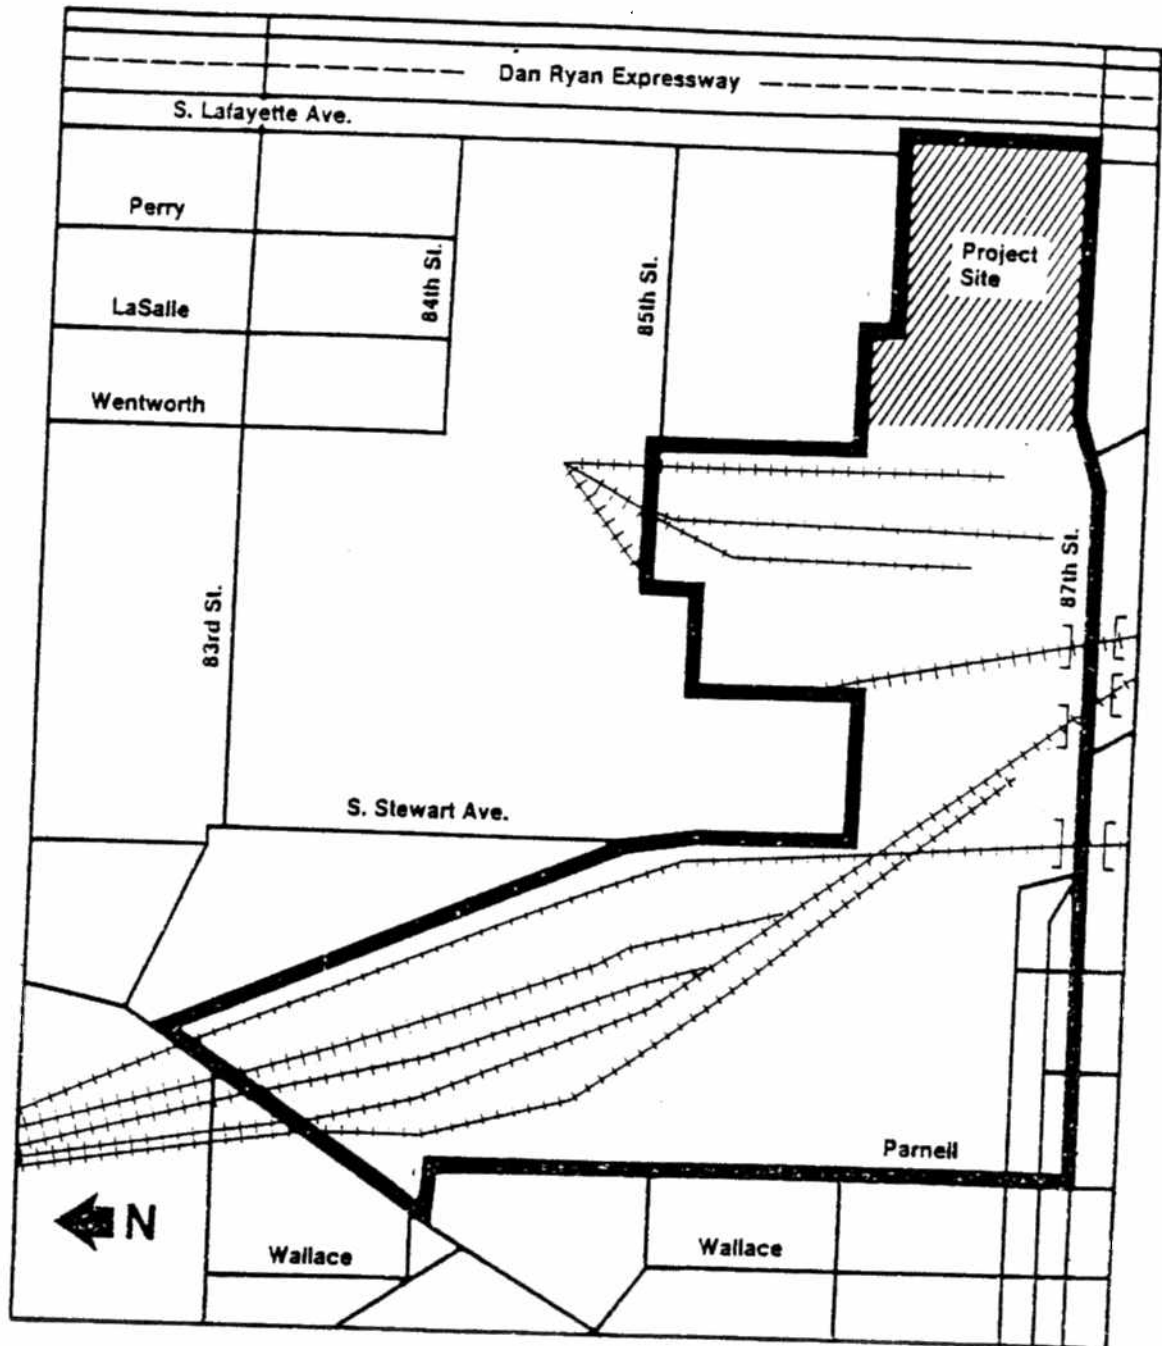 Dan Ryan Expressway
S. Lafayette Ave.
Perry
84th St.
85th St.
Project
Site
LaSalle
Wentworth
83rd St.
87th St.
S. Stewart Ave.
Parnell
N
Wallace
Wallace